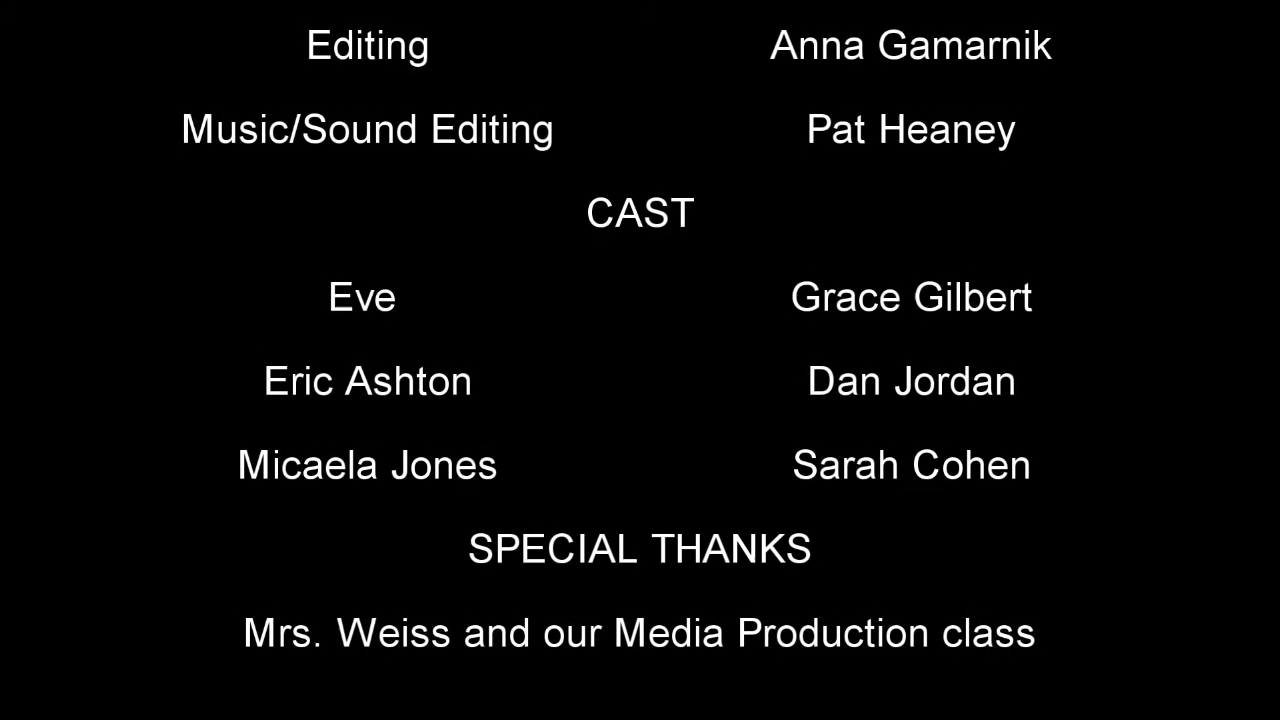 Editing Anna Gamarnik
Music/Sound Editing Pat Heaney
CAST
Eve Grace Gilbert
Eric Ashton Dan Jordan
Micaela Jones Sarah Cohen
SPECIAL THANKS
Mrs. Weiss and our Media Production class